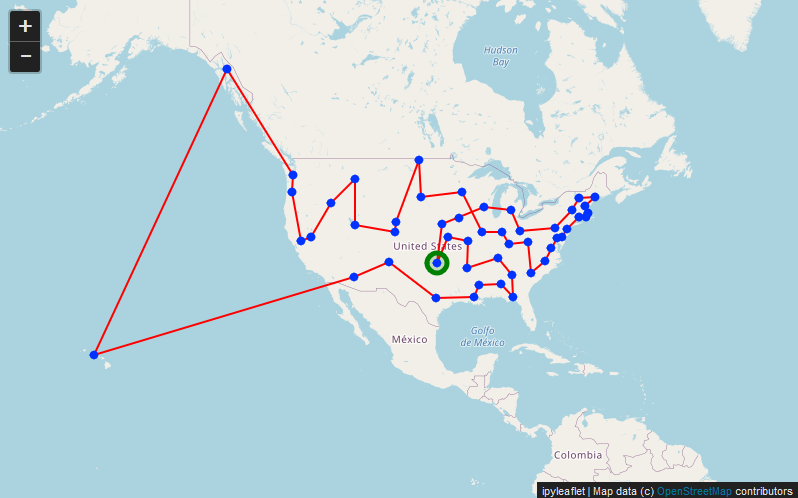 +
−
Hudson
Bay
United States
Golfo
de México
México
Colombia
ipyleaflet | Map data (c) OpenStreetMap contributors